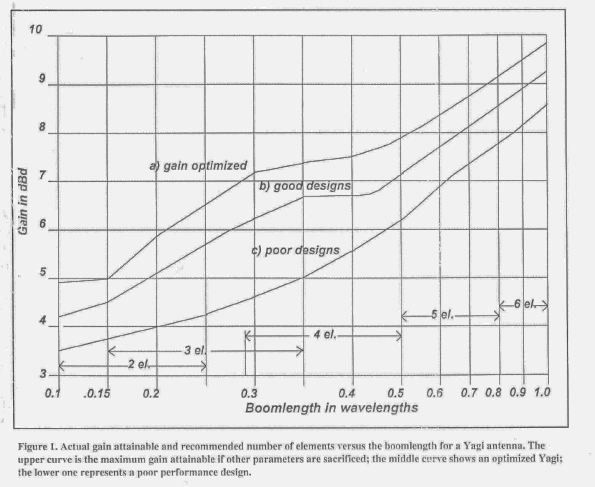 10
9
8
7
6
5
4
3
Gain in dBd
a) gain optimized
b) good designs
c) poor designs
6 el.
5 el.
4 el.
3 el.
2 el.
0.1 .0.15 0.2 0.3 0.4 0.5 0.6 0.7 0.8 0.9 1.0
Boomlength in wavelengths
Figure 1. Actual gain attainable and recommended number of elements versus the boomlength for a Yagi antenna. The
upper curve is the maximum gain attainable if other parameters are sacrificed; the middle curve shows an optimized Yagi;
the lower one represents a poor performance design.